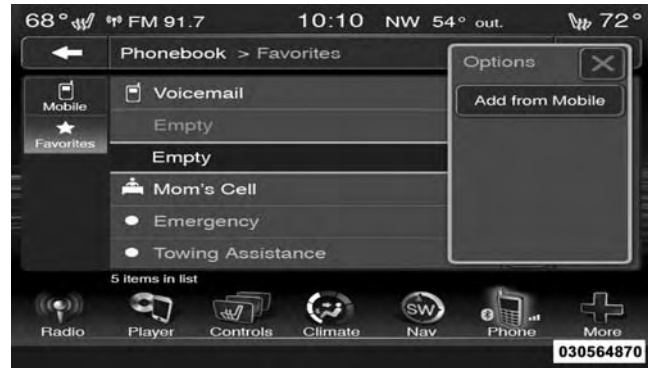 68° FM 91.7 10:10 NW 54° out. 72°
Phonebook > Favorites
Options
Mobile
Voicemail
Add from Mobile
Empty
Favorites
Empty
Mom's Cell
Emergency
Towing Assistance
5 items in list
SW
Radio Player Controls Climate Nav Phone More
030564870